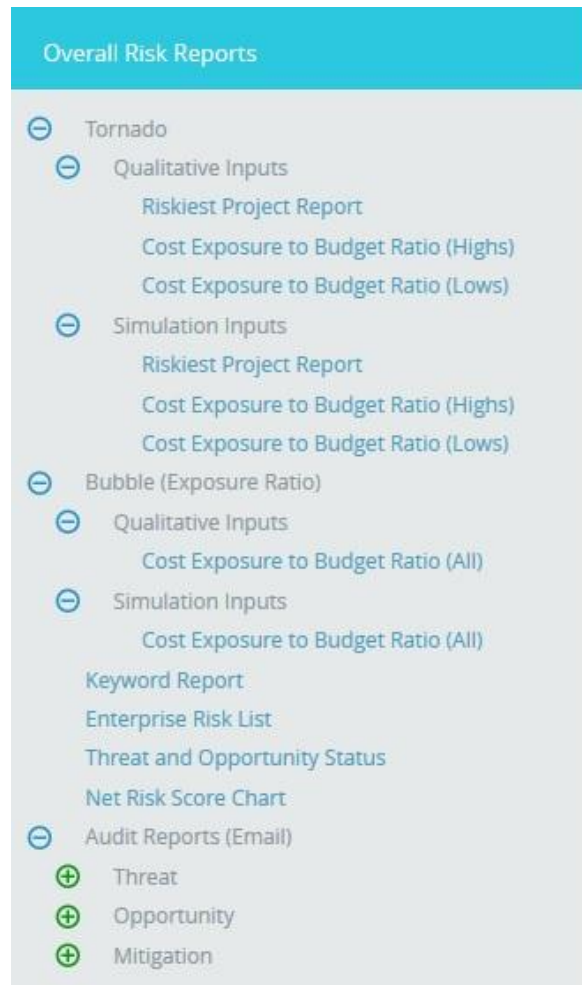 Overall Risk Reports
Tornado
Qualitative Inputs
Riskiest Project Report
Cost Exposure to Budget Ratio (Highs)
Cost Exposure to Budget Ratio (Lows)
Simulation Inputs
Riskiest Project Report
Cost Exposure to Budget Ratio (Highs)
Cost Exposure to Budget Ratio (Lows)
Bubble (Exposure Ratio)
Qualitative Inputs
Cost Exposure to Budget Ratio (All)
Simulation Inputs
Cost Exposure to Budget Ratio (All)
Keyword Report
Enterprise Risk List
Threat and Opportunity Status
Net Risk Score Chart
Audit Reports (Email)
Threat
Opportunity
Mitigation